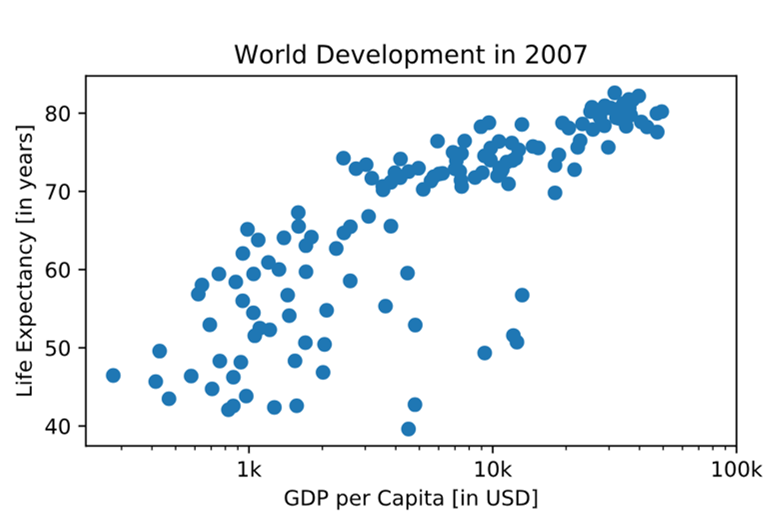 World Development in 2007
Life Expectancy [in years]
80
70
60
50
40
1k
10k
100k
GDP per Capita [in USD]